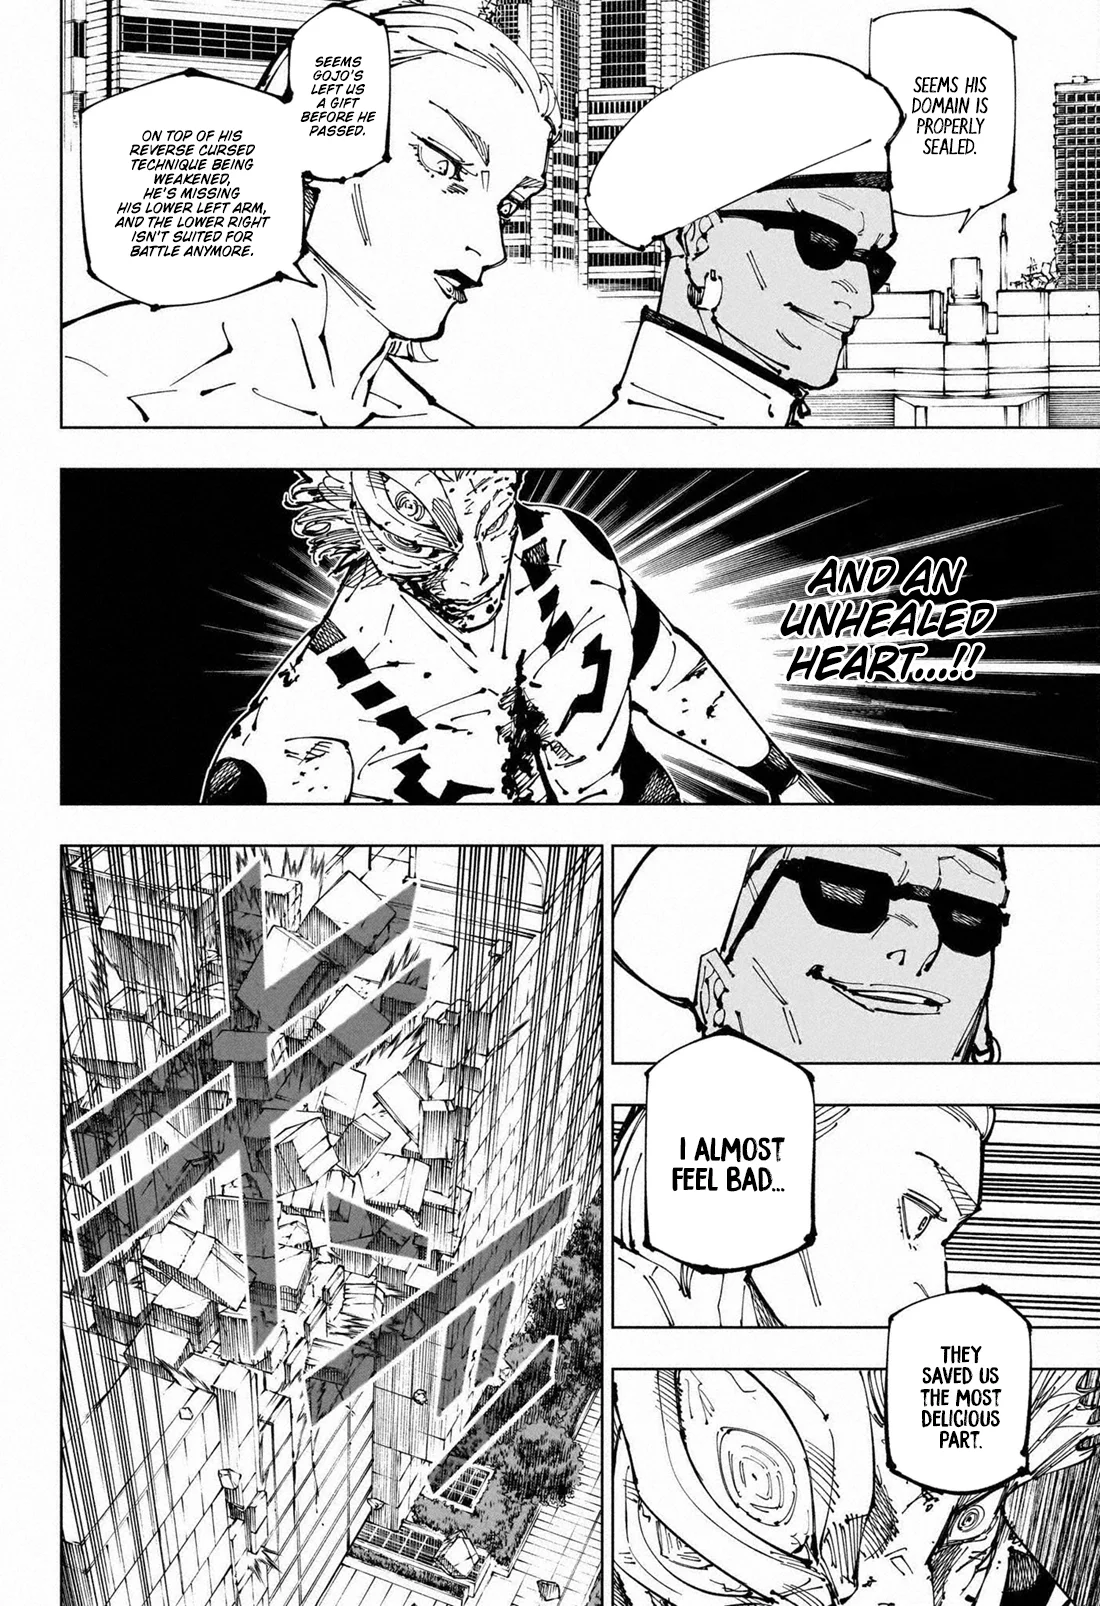 SEEMS HIS
DOMAIN IS
PROPERLY
SEALED.
SEEMS
GOJO'S
LEFT US
A GIFT
BEFORE HE
PASSED.
ON TOP OF HIS
REVERSE CURSED
TECHNIQUE BEING
WEAKENED,
HE'S MISSING
HIS LOWER LEFT ARM,
AND THE LOWER RIGHT
ISN'T SUITED FOR
BATTLE ANYMORE.
AND AN
UNHEALED
HEART...!!
I ALMOST
FEEL BAD...
THEY
SAVED US
THE MOST
DELICIOUS
PART.